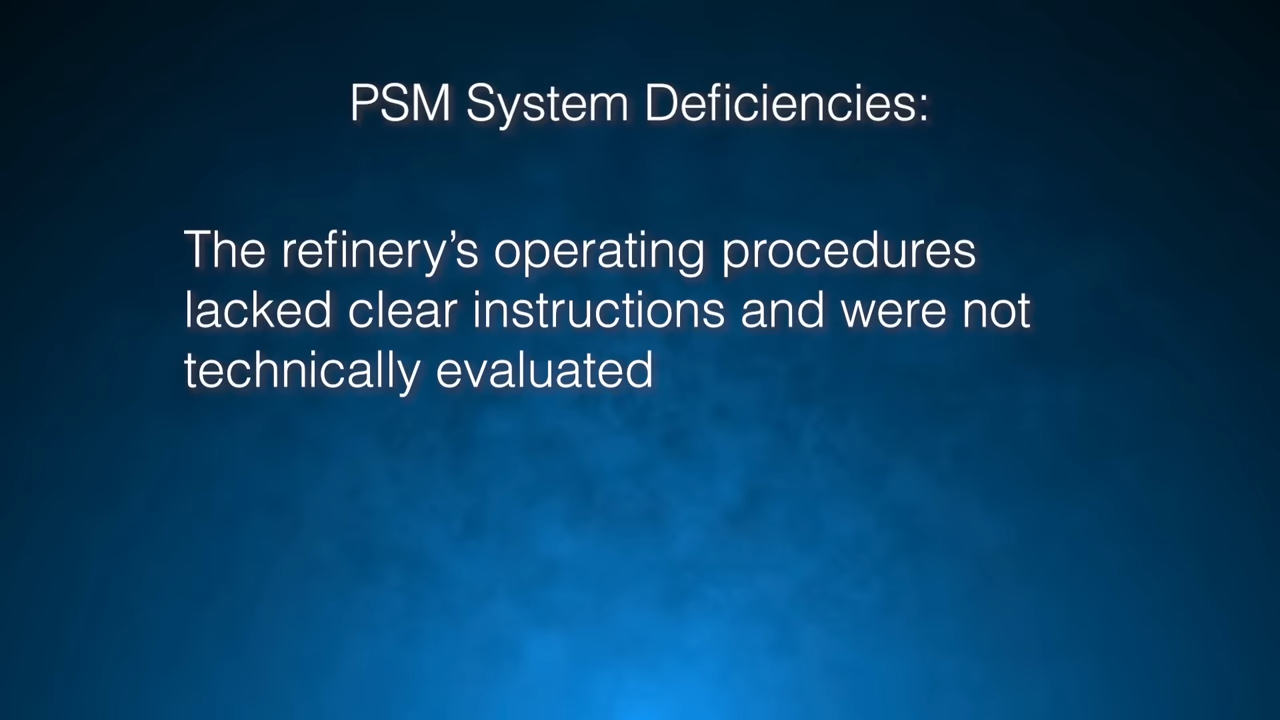 PSM System Deficiencies:
The refinery’s operating procedures
lacked clear instructions and were not
technically evaluated